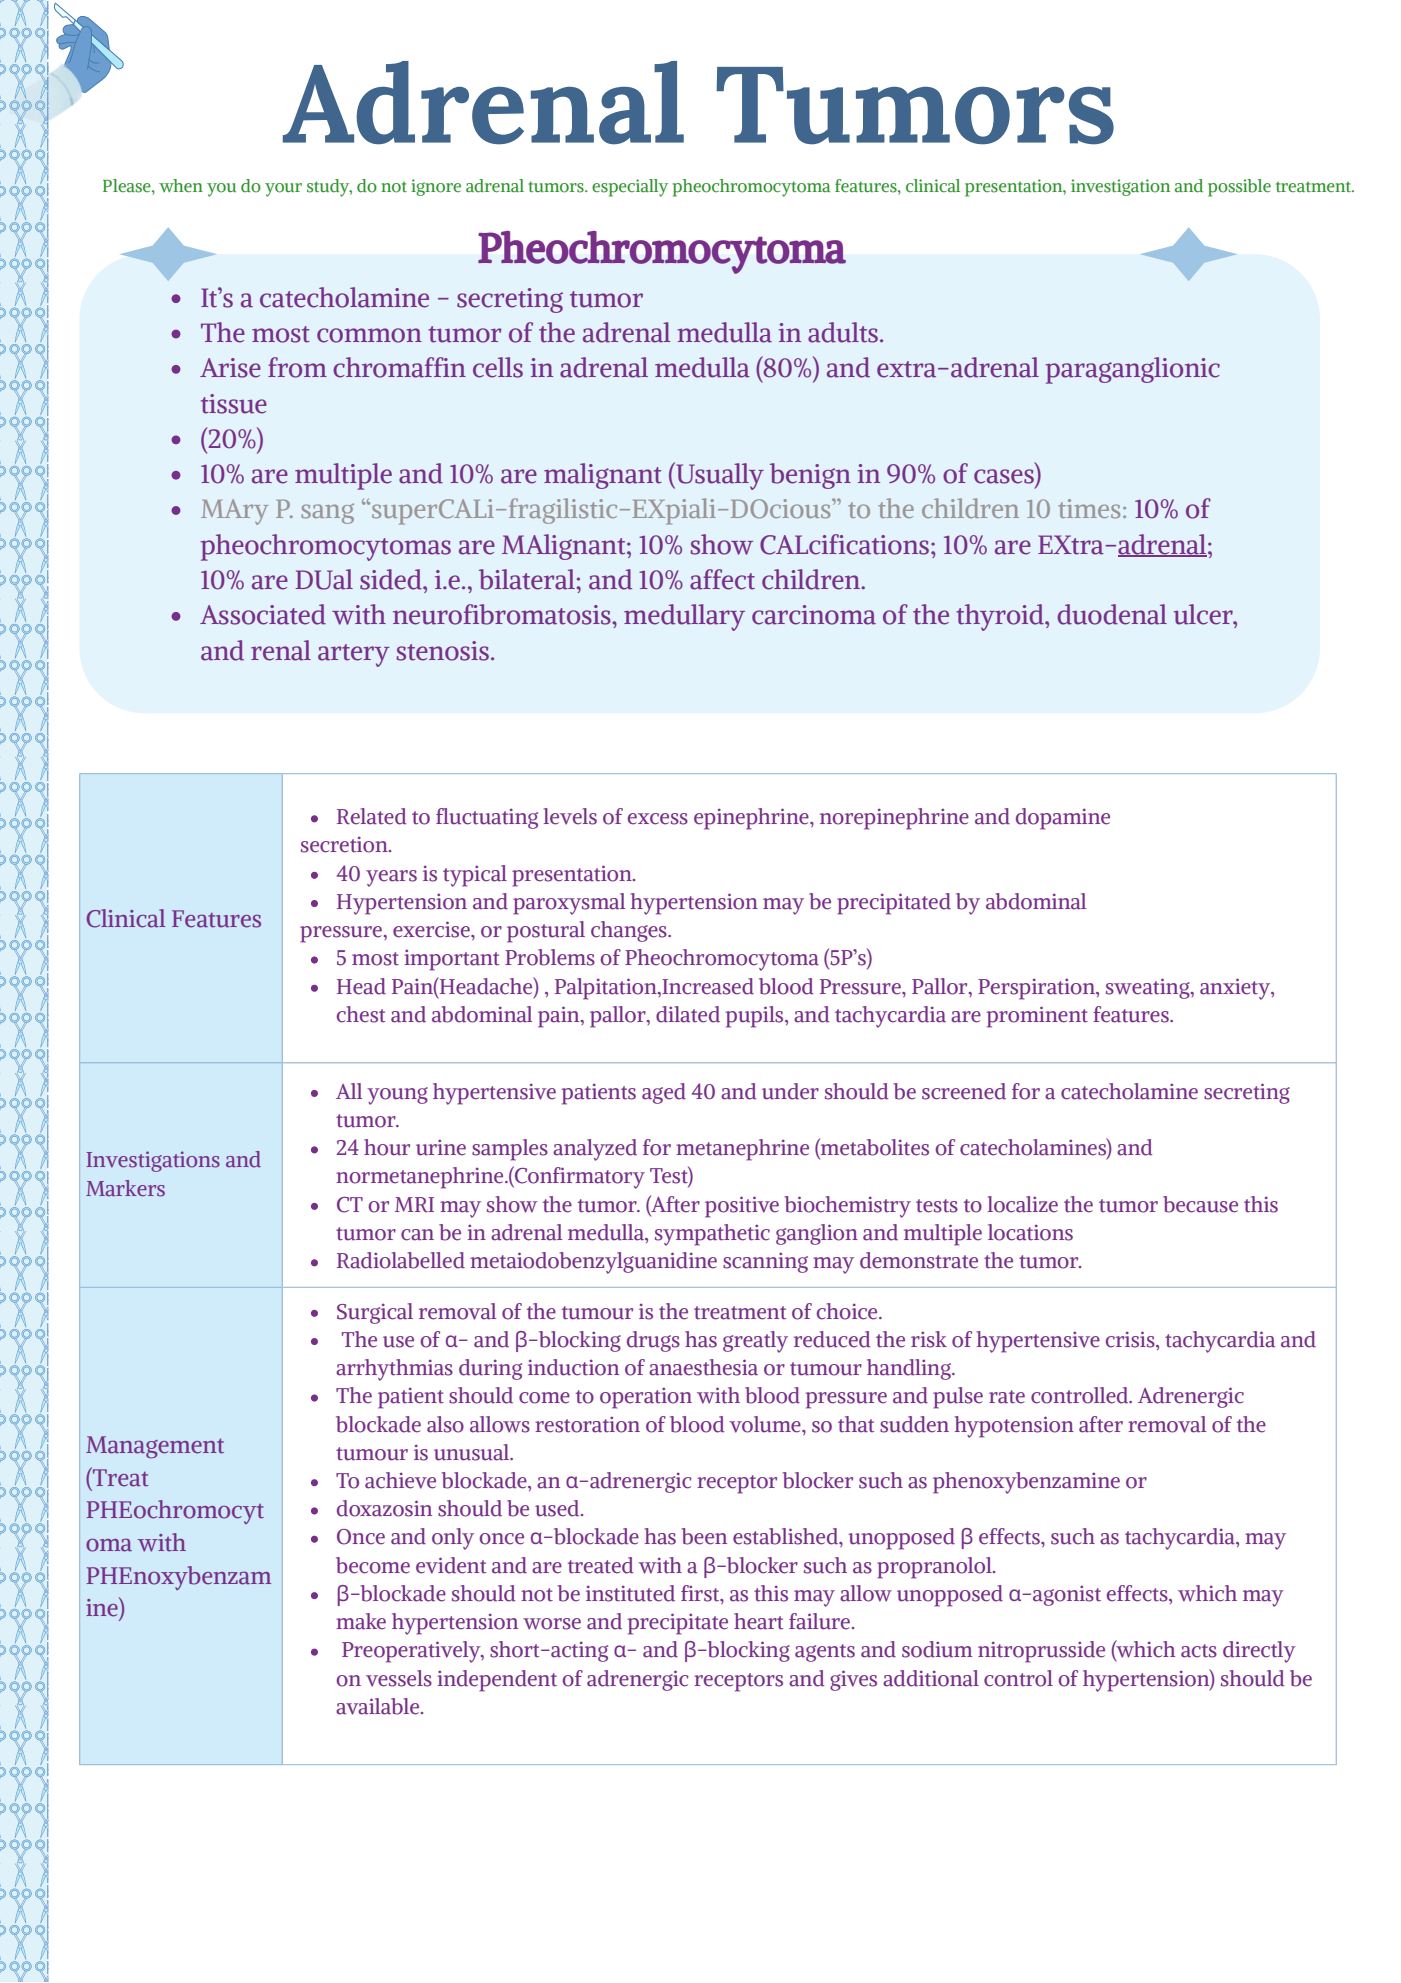 Adrenal Tumors
Please, when you do your study, do not ignore adrenal tumors. especially pheochromocytoma features, clinical presentation, investigation and possible treatment.
Pheochromocytoma
• It’s a catecholamine - secreting tumor
• The most common tumor of the adrenal medulla in adults.
• Arise from chromaffin cells in adrenal medulla (80%) and extra-adrenal paraganglionic
tissue
• (20%)
• 10% are multiple and 10% are malignant (Usually benign in 90% of cases)
• MAry P. sang “superCALi-fragilistic-EXpiali-DOcious” to the children 10 times: 10% of
pheochromocytomas are MAlignant; 10% show CALcifications; 10% are EXtra-adrenal;
10% are DUal sided, i.e., bilateral; and 10% affect children.
• Associated with neurofibromatosis, medullary carcinoma of the thyroid, duodenal ulcer,
and renal artery stenosis.
Clinical Features
• Related to fluctuating levels of excess epinephrine, norepinephrine and dopamine
secretion.
• 40 years is typical presentation.
• Hypertension and paroxysmal hypertension may be precipitated by abdominal
pressure, exercise, or postural changes.
• 5 most important Problems of Pheochromocytoma (5P’s)
• Head Pain(Headache) , Palpitation,Increased blood Pressure, Pallor, Perspiration, sweating, anxiety,
chest and abdominal pain, pallor, dilated pupils, and tachycardia are prominent features.
Investigations and
Markers
• All young hypertensive patients aged 40 and under should be screened for a catecholamine secreting
tumor.
• 24 hour urine samples analyzed for metanephrine (metabolites of catecholamines) and
normetanephrine.(Confirmatory Test)
• CT or MRI may show the tumor. (After positive biochemistry tests to localize the tumor because this
tumor can be in adrenal medulla, sympathetic ganglion and multiple locations
• Radiolabelled metaiodobenzylguanidine scanning may demonstrate the tumor.
Management
(Treat
PHEochromocyt
oma with
PHEnoxybenzam
ine)
• Surgical removal of the tumour is the treatment of choice.
• The use of α- and β-blocking drugs has greatly reduced the risk of hypertensive crisis, tachycardia and
arrhythmias during induction of anaesthesia or tumour handling.
• The patient should come to operation with blood pressure and pulse rate controlled. Adrenergic
blockade also allows restoration of blood volume, so that sudden hypotension after removal of the
tumour is unusual.
• To achieve blockade, an α-adrenergic receptor blocker such as phenoxybenzamine or
• doxazosin should be used.
• Once and only once α-blockade has been established, unopposed β effects, such as tachycardia, may
become evident and are treated with a β-blocker such as propranolol.
• β-blockade should not be instituted first, as this may allow unopposed α-agonist effects, which may
make hypertension worse and precipitate heart failure.
• Preoperatively, short-acting α- and β-blocking agents and sodium nitroprusside (which acts directly
on vessels independent of adrenergic receptors and gives additional control of hypertension) should be
available.